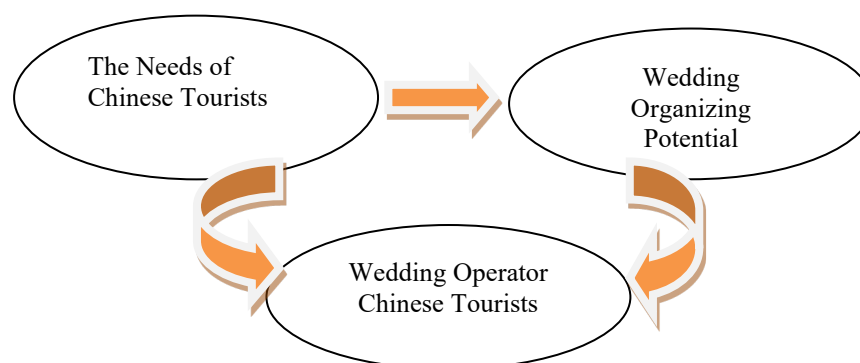 The Needs of
Chinese Tourists
Wedding
Organizing
Potential
Wedding Operator
Chinese Tourists